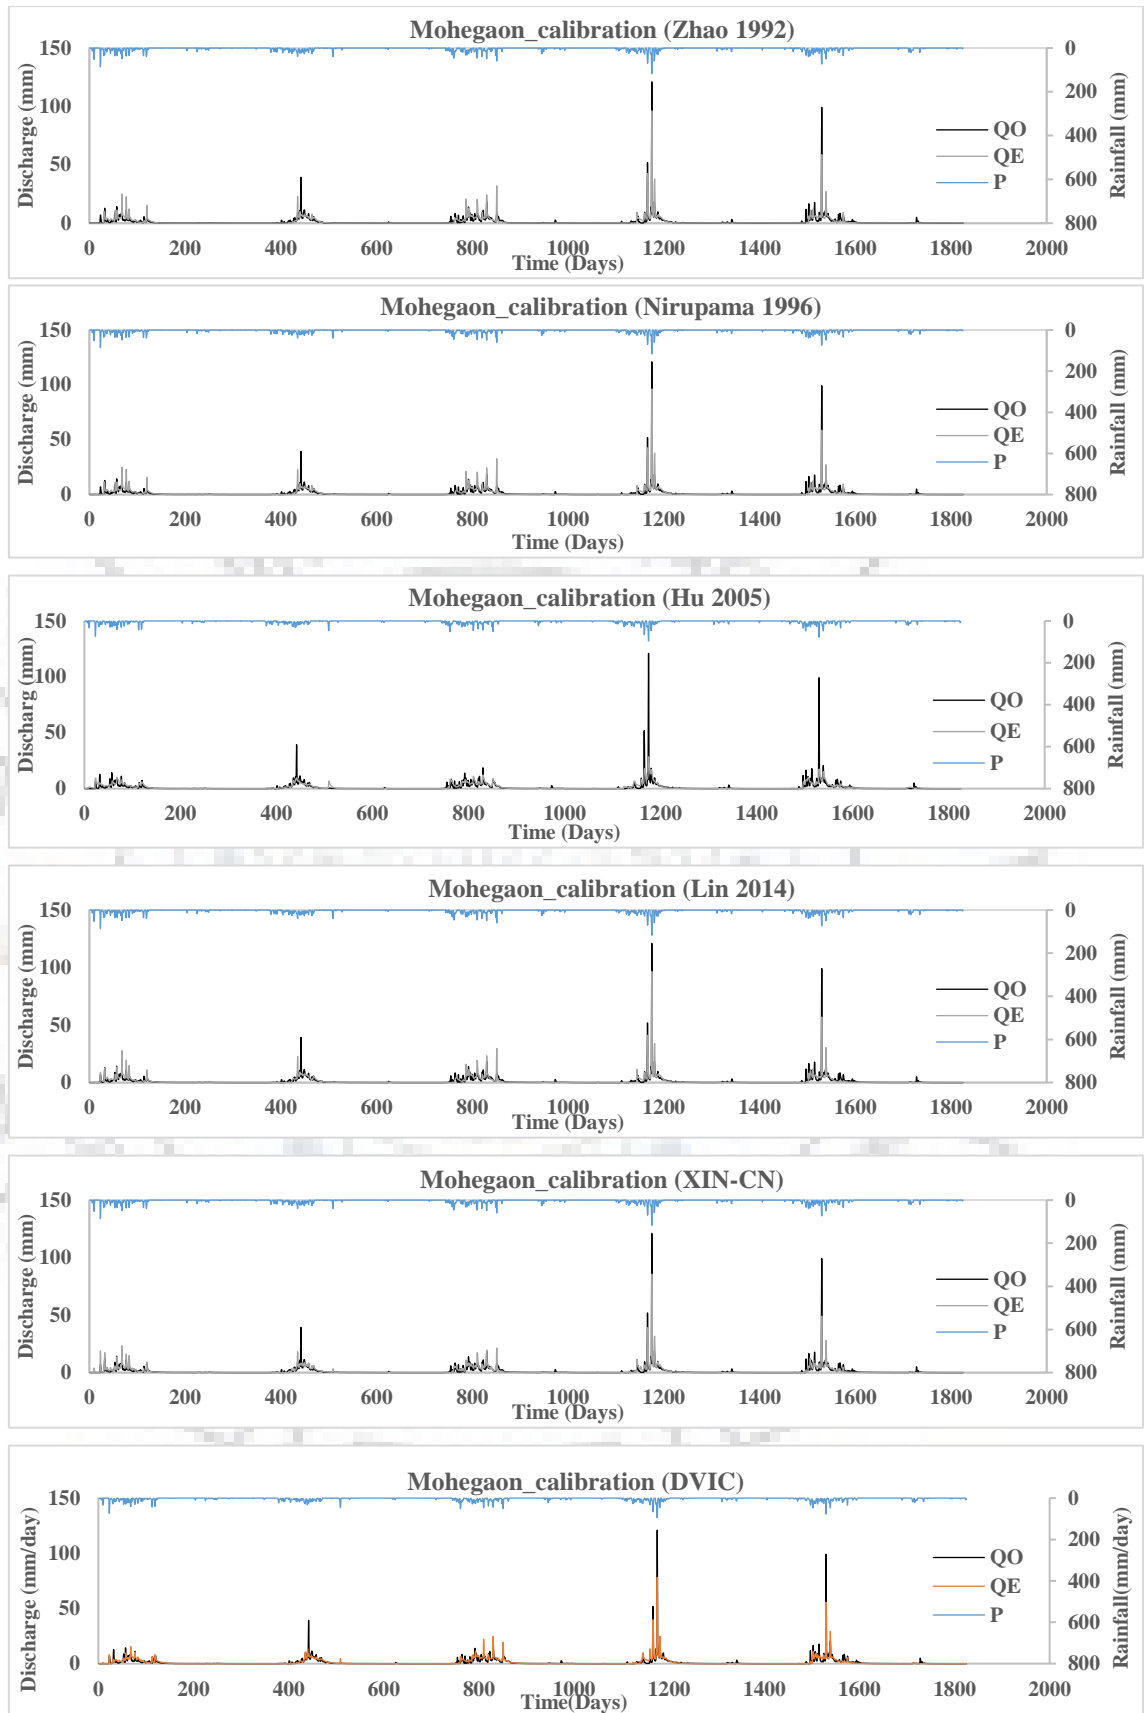 Mohegaon_calibration (Zhao 1992)
Discharge (mm)
150
100
50
0
QO
QE
P
0
200
400
600
800
Rainfall (mm)
0 200 400 600 800 1000 1200 1400 1600 1800 2000
Time (Days)
Mohegaon_calibration (Nirupama 1996)
Discharge (mm)
150
100
50
0
QO
QE
P
0
200
400
600
800
Rainfall (mm)
0 200 400 600 800 1000 1200 1400 1600 1800 2000
Time (Days)
Mohegaon_calibration (Hu 2005)
Discharg (mm)
150
100
50
0
QO
QE
P
0
200
400
600
800
Rainfall (mm)
0 200 400 600 800 1000 1200 1400 1600 1800 2000
Time (Days)
Mohegaon_calibration (Lin 2014)
Discharge (mm)
150
100
50
0
QO
QE
P
0
200
400
600
800
Rainfall (mm)
0 200 400 600 800 1000 1200 1400 1600 1800 2000
Time (Days)
Mohegaon_calibration (XIN-CN)
Discharge (mm)
150
100
50
0
QO
QE
P
0
200
400
600
800
Rainfall (mm)
0 200 400 600 800 1000 1200 1400 1600 1800 2000
Time (Days)
Mohegaon_calibration (DVIC)
Discharge (mm/day)
150
100
50
0
QO
QE
P
0
200
400
600
800
Rainfall(mm/day)
0 200 400 600 800 1000 1200 1400 1600 1800 2000
Time(Days)